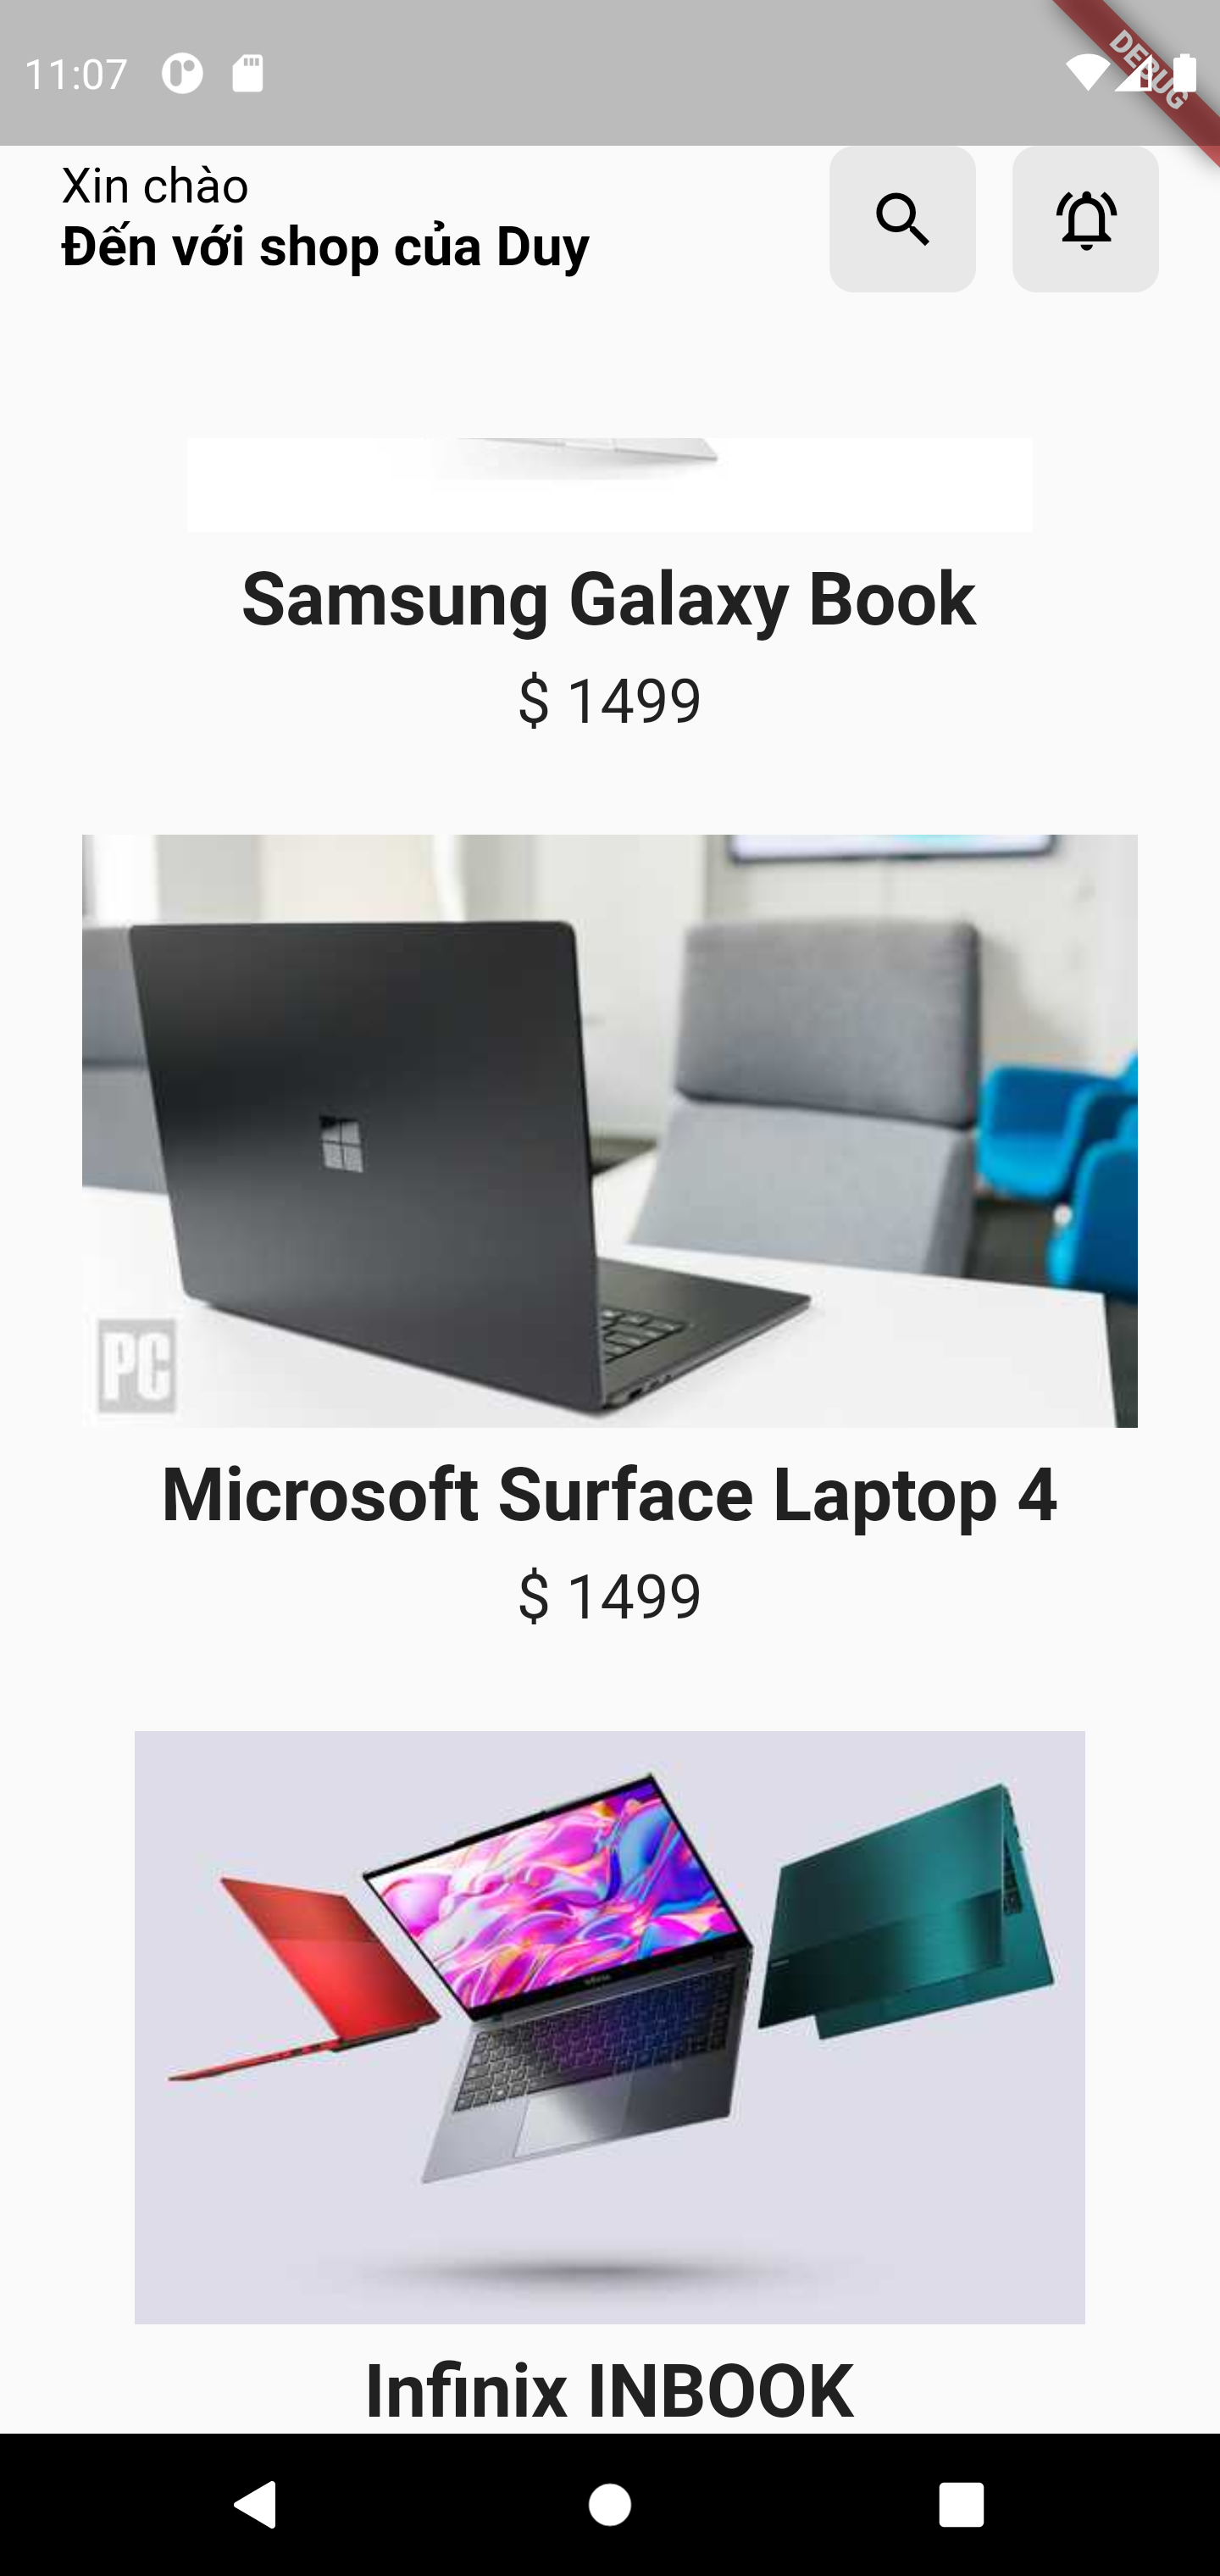 11:07
DEBUG
Xin chào
Đến với shop của Duy
Samsung Galaxy Book
$ 1499
PC
Microsoft Surface Laptop 4
$ 1499
Infinix INBOOK